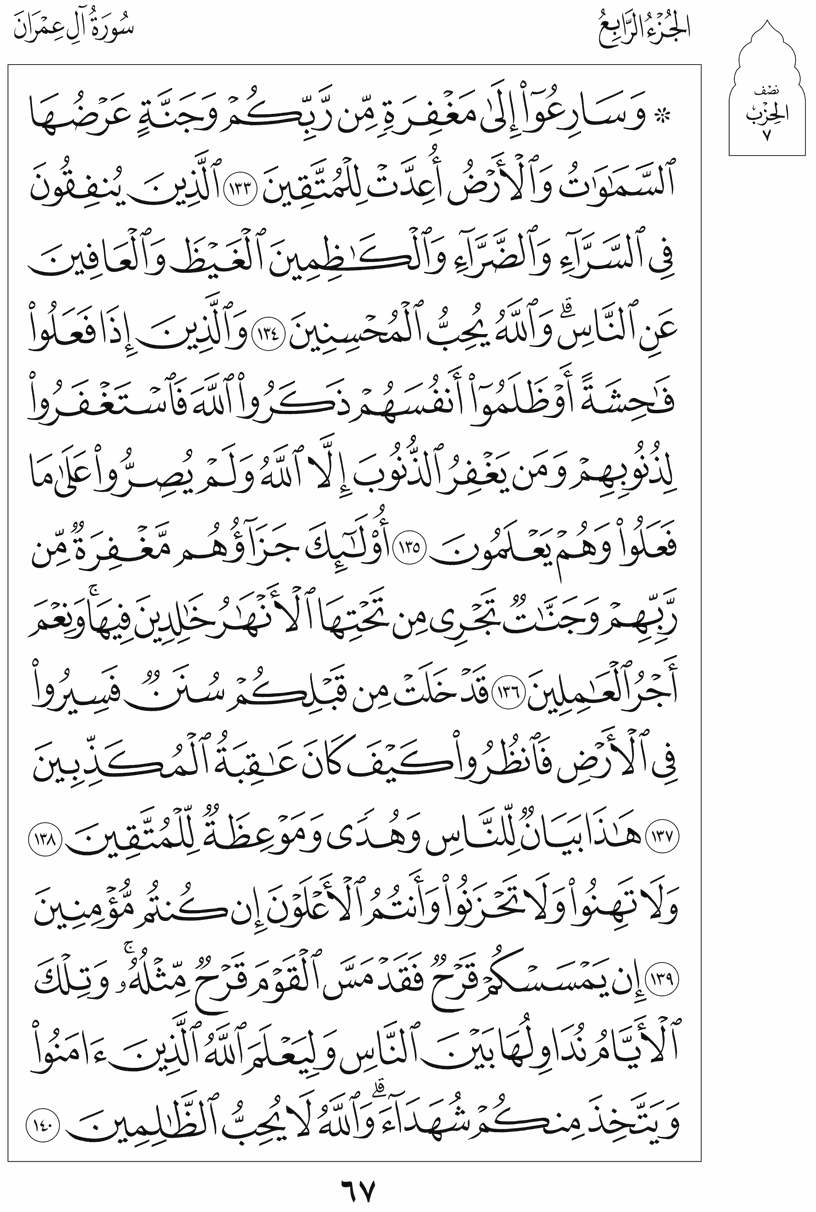 الجُزْءُ الرَّابِعُ
سُورَةُ آلِ عِمْرَانَ
نصْف
الحِزْبْ
٧
۞ وَسَارِعُوٓا۟ إِلَىٰ مَغْفِرَةٍ مِّن رَّبِّكُمْ وَجَنَّةٍ عَرْضُهَا
ٱلسَّمَـٰوَٰتُ وَٱلْأَرْضُ أُعِدَّتْ لِلْمُتَّقِينَ ١٣٣ ٱلَّذِينَ يُنفِقُونَ
فِى ٱلسَّرَّآءِ وَٱلضَّرَّآءِ وَٱلْكَـٰظِمِينَ ٱلْغَيْظَ وَٱلْعَافِينَ
عَنِ ٱلنَّاسِۗ وَٱللَّهُ يُحِبُّ ٱلْمُحْسِنِينَ ١٣٤ وَٱلَّذِينَ إِذَا فَعَلُوا۟
فَـٰحِشَةً أَوْ ظَلَمُوٓا۟ أَنفُسَهُمْ ذَكَرُوا۟ ٱللَّهَ فَٱسْتَغْفَرُوا۟
لِذُنُوبِهِمْ وَمَن يَغْفِرُ ٱلذُّنُوبَ إِلَّا ٱللَّهُ وَلَمْ يُصِرُّوا۟ عَلَىٰ مَا
فَعَلُوا۟ وَهُمْ يَعْلَمُونَ ١٣٥ أُو۟لَـٰٓئِكَ جَزَآؤُهُم مَّغْفِرَةٌ مِّن
رَّبِّهِمْ وَجَنَّـٰتٌ تَجْرِى مِن تَحْتِهَا ٱلْأَنْهَـٰرُ خَـٰلِدِينَ فِيهَاۚ وَنِعْمَ
أَجْرُ ٱلْعَـٰمِلِينَ ١٣٦ قَدْ خَلَتْ مِن قَبْلِكُمْ سُنَنٌ فَسِيرُوا۟
فِى ٱلْأَرْضِ فَٱنظُرُوا۟ كَيْفَ كَانَ عَـٰقِبَةُ ٱلْمُكَذِّبِينَ
١٣٧ هَـٰذَا بَيَانٌ لِّلنَّاسِ وَهُدًى وَمَوْعِظَةٌ لِّلْمُتَّقِينَ ١٣٨
وَلَا تَهِنُوا۟ وَلَا تَحْزَنُوا۟ وَأَنتُمُ ٱلْأَعْلَوْنَ إِن كُنتُم مُّؤْمِنِينَ
١٣٩ إِن يَمْسَسْكُمْ قَرْحٌ فَقَدْ مَسَّ ٱلْقَوْمَ قَرْحٌ مِّثْلُهُۥۚ وَتِلْكَ
ٱلْأَيَّامُ نُدَاوِلُهَا بَيْنَ ٱلنَّاسِ وَلِيَعْلَمَ ٱللَّهُ ٱلَّذِينَ ءَامَنُوا۟
وَيَتَّخِذَ مِنكُمْ شُهَدَآءَۗ وَٱللَّهُ لَا يُحِبُّ ٱلظَّـٰلِمِينَ ١٤٠
٦٧